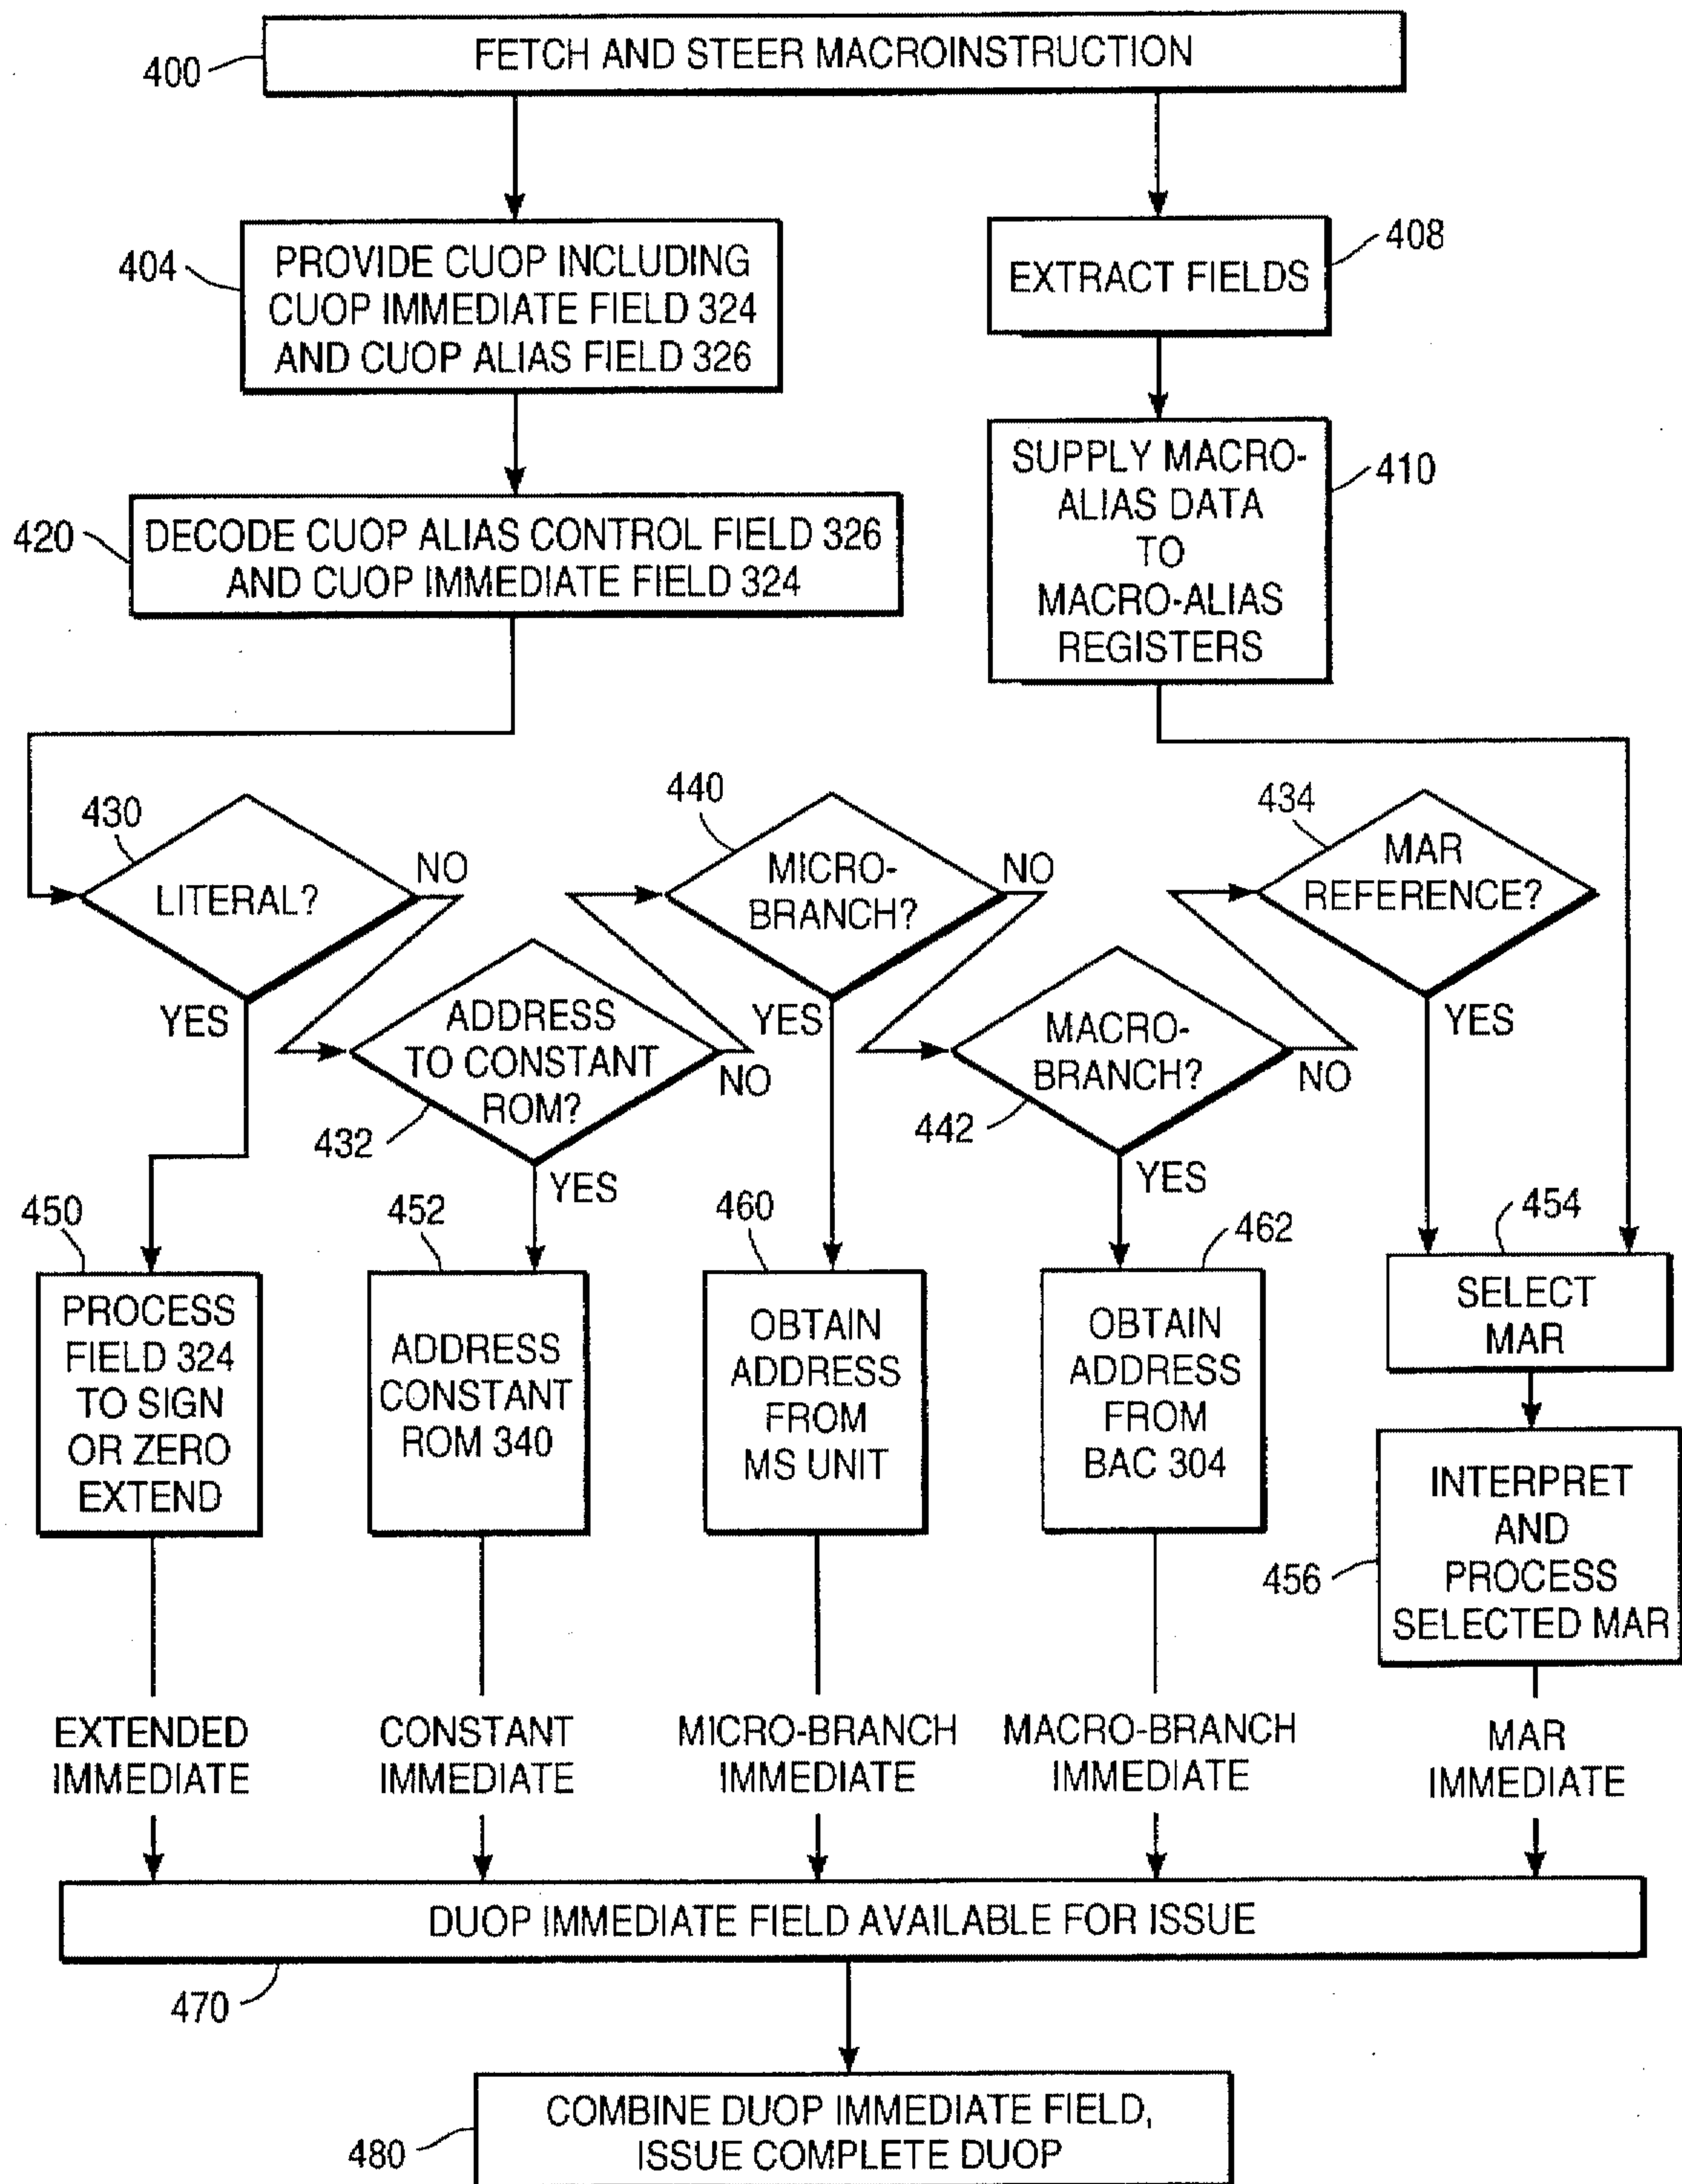 400
FETCH AND STEER MACROINSTRUCTION
404
PROVIDE CUOP INCLUDING
CUOP IMMEDIATE FIELD 324
AND CUOP ALIAS FIELD 326
408
EXTRACT FIELDS
410
SUPPLY MACRO-
ALIAS DATA
TO
MACRO-ALIAS
REGISTERS
420
DECODE CUOP ALIAS CONTROL FIELD 326
AND CUOP IMMEDIATE FIELD 324
430
LITERAL?
NO
YES
432
ADDRESS
TO CONSTANT
ROM?
NO
YES
440
MICRO-
BRANCH?
NO
YES
442
MACRO-
BRANCH?
NO
YES
434
MAR
REFERENCE?
YES
450
PROCESS
FIELD 324
TO SIGN
OR ZERO
EXTEND
452
ADDRESS
CONSTANT
ROM 340
460
OBTAIN
ADDRESS
FROM
MS UNIT
462
OBTAIN
ADDRESS
FROM
BAC 304
454
SELECT
MAR
456
INTERPRET
AND
PROCESS
SELECTED MAR
EXTENDED
IMMEDIATE
CONSTANT
IMMEDIATE
MICRO-BRANCH
IMMEDIATE
MACRO-BRANCH
IMMEDIATE
MAR
IMMEDIATE
DUOP IMMEDIATE FIELD AVAILABLE FOR ISSUE
470
480
COMBINE DUOP IMMEDIATE FIELD,
ISSUE COMPLETE DUOP